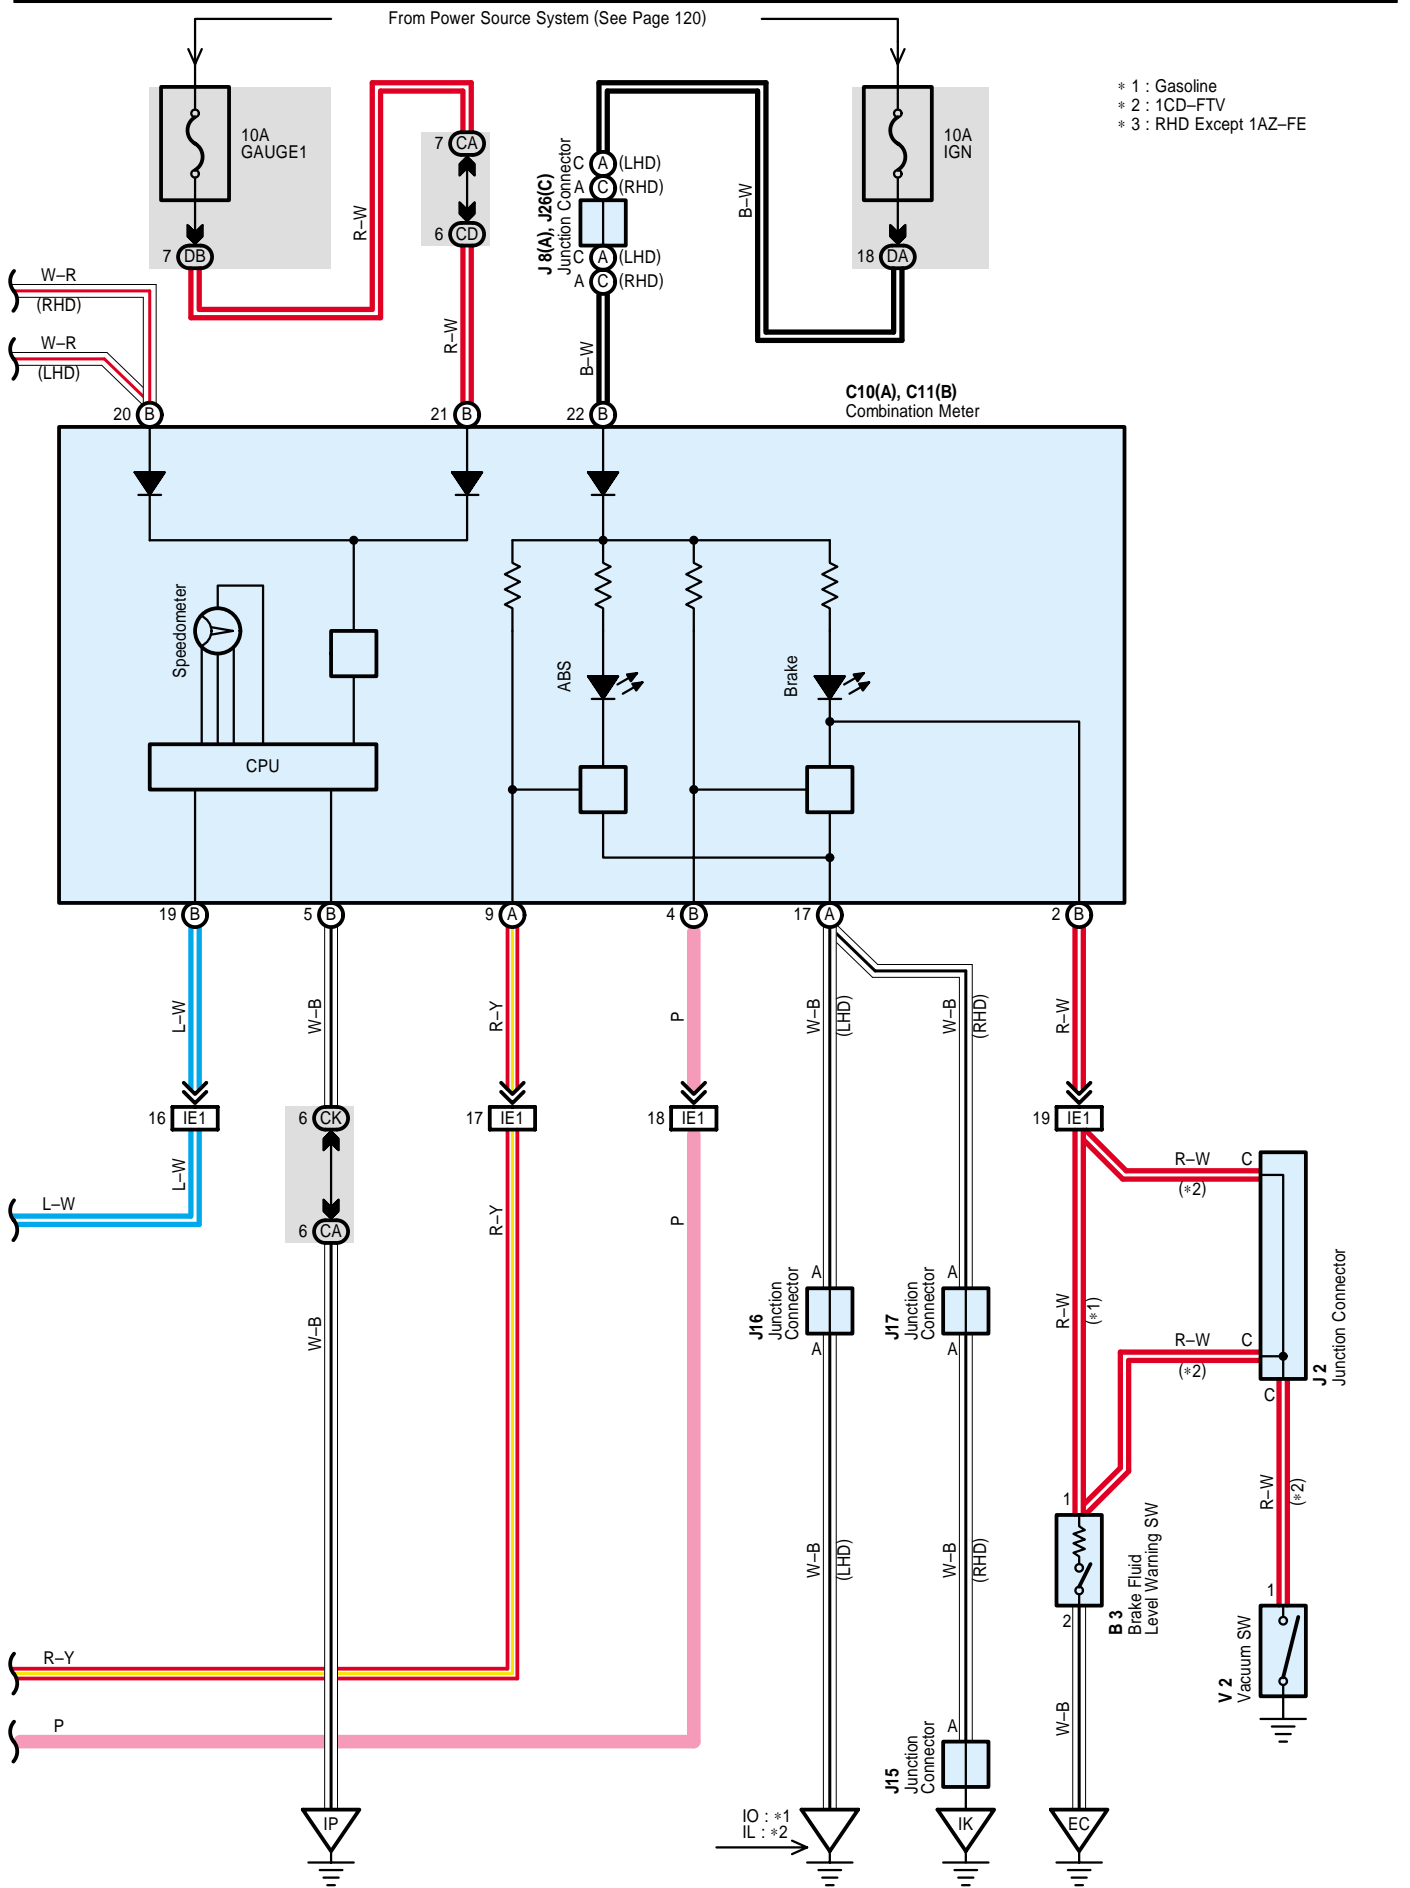 From Power Source System (See Page 120)
∗ 1 : Gasoline
∗ 2 : 1CD–FTV
∗ 3 : RHD Except 1AZ–FE
10A
GAUGE1
7 DB
R–W
7 CA
6 CD
R–W
J 8(A), J26(C)
Junction Connector
C A (LHD)
A C (RHD)
C A (LHD)
A C (RHD)
B–W
B–W
10A
IGN
18 DA
W–R
(RHD)
W–R
(LHD)
C10(A), C11(B)
Combination Meter
20 B
21 B
22 B
Speedometer
CPU
ABS
Brake
19 B
5 B
9 A
4 B
17 A
2 B
L–W
W–B
R–Y
P
W–B
(LHD)
W–B
(RHD)
R–W
16 IE1
6 CK
17 IE1
18 IE1
19 IE1
L–W
L–W
6 CA
R–Y
P
R–W
(∗2)
C
W–B
A
J16
Junction
Connector
A
A
J17
Junction
Connector
A
R–W
(∗1)
R–W
(∗2)
C
J 2
Junction Connector
C
R–W
(∗2)
W–B
(LHD)
W–B
(RHD)
1
B 3
Brake Fluid
Level Warning SW
2
1
V 2
Vacuum SW
R–Y
P
W–B
A
J15
Junction
Connector
IP
IO : ∗1
IL : ∗2
IK
EC